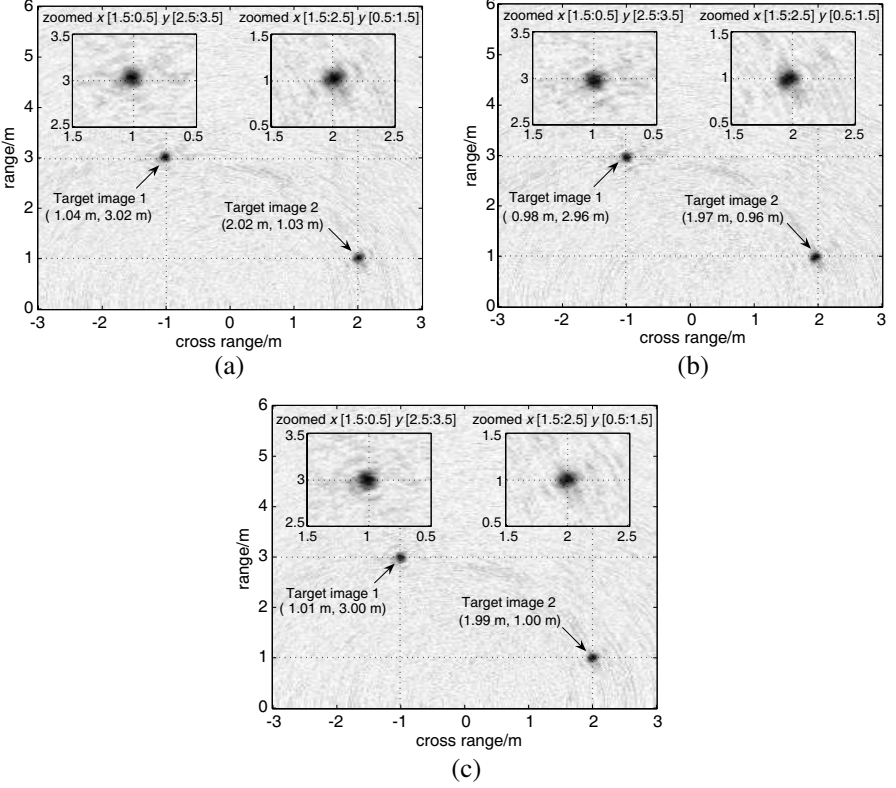 zoomed x [1.5:0.5] y [2.5:3.5] zoomed x [1.5:2.5] y [0.5:1.5]
6
5
4
3
2
1
0
range/m
3.5
3
2.5
1.5 1 0.5
1.5
1
0.5
1.5 2 2.5
Target image 1
( 1.04 m, 3.02 m)
Target image 2
(2.02 m, 1.03 m)
-3 -2 -1 0 1 2 3
cross range/m
(a)
zoomed x [1.5:0.5] y [2.5:3.5] zoomed x [1.5:2.5] y [0.5:1.5]
6
5
4
3
2
1
0
range/m
3.5
3
2.5
1.5 1 0.5
1.5
1
0.5
1.5 2 2.5
Target image 1
( 0.98 m, 2.96 m)
Target image 2
(1.97 m, 0.96 m)
-3 -2 -1 0 1 2 3
cross range/m
(b)
zoomed x [1.5:0.5] y [2.5:3.5] zoomed x [1.5:2.5] y [0.5:1.5]
6
5
4
3
2
1
0
range/m
3.5
3
2.5
1.5 1 0.5
1.5
1
0.5
1.5 2 2.5
Target image 1
( 1.01 m, 3.00 m)
Target image 2
(1.99 m, 1.00 m)
-3 -2 -1 0 1 2 3
cross range/m
(c)